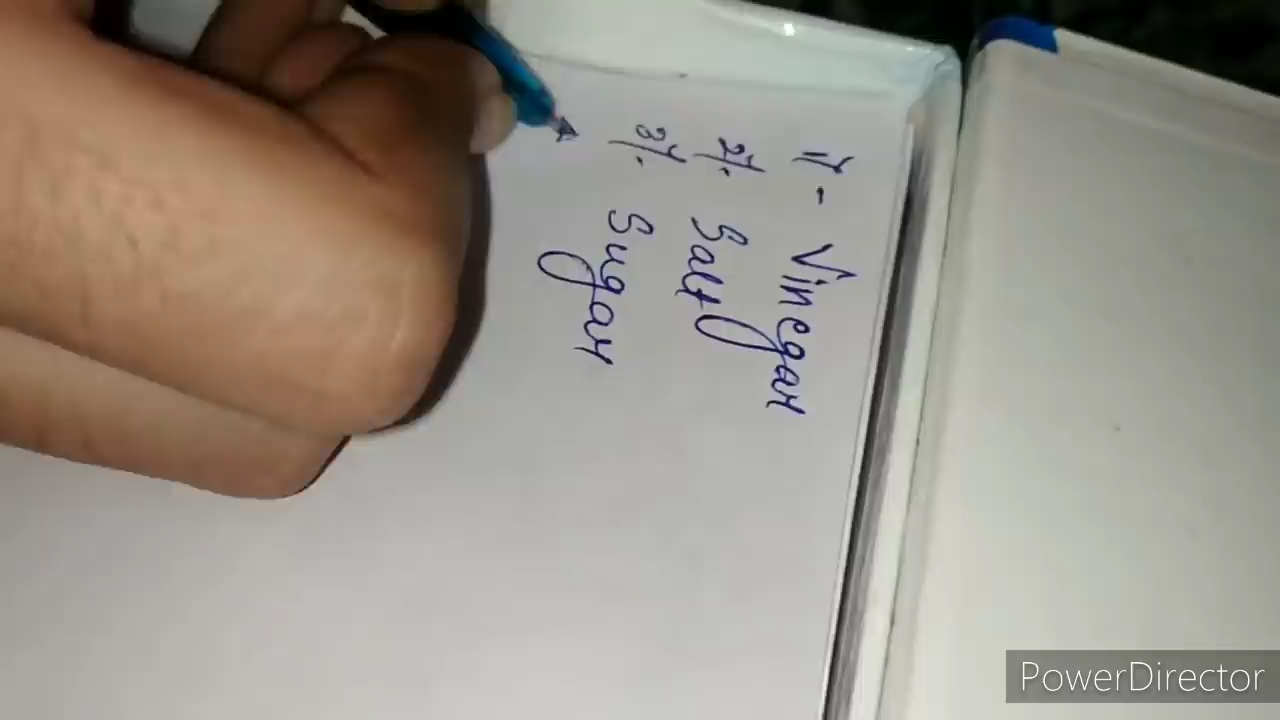 1% - Vinegar
2%. Salt
3%. Sugar
PowerDirector